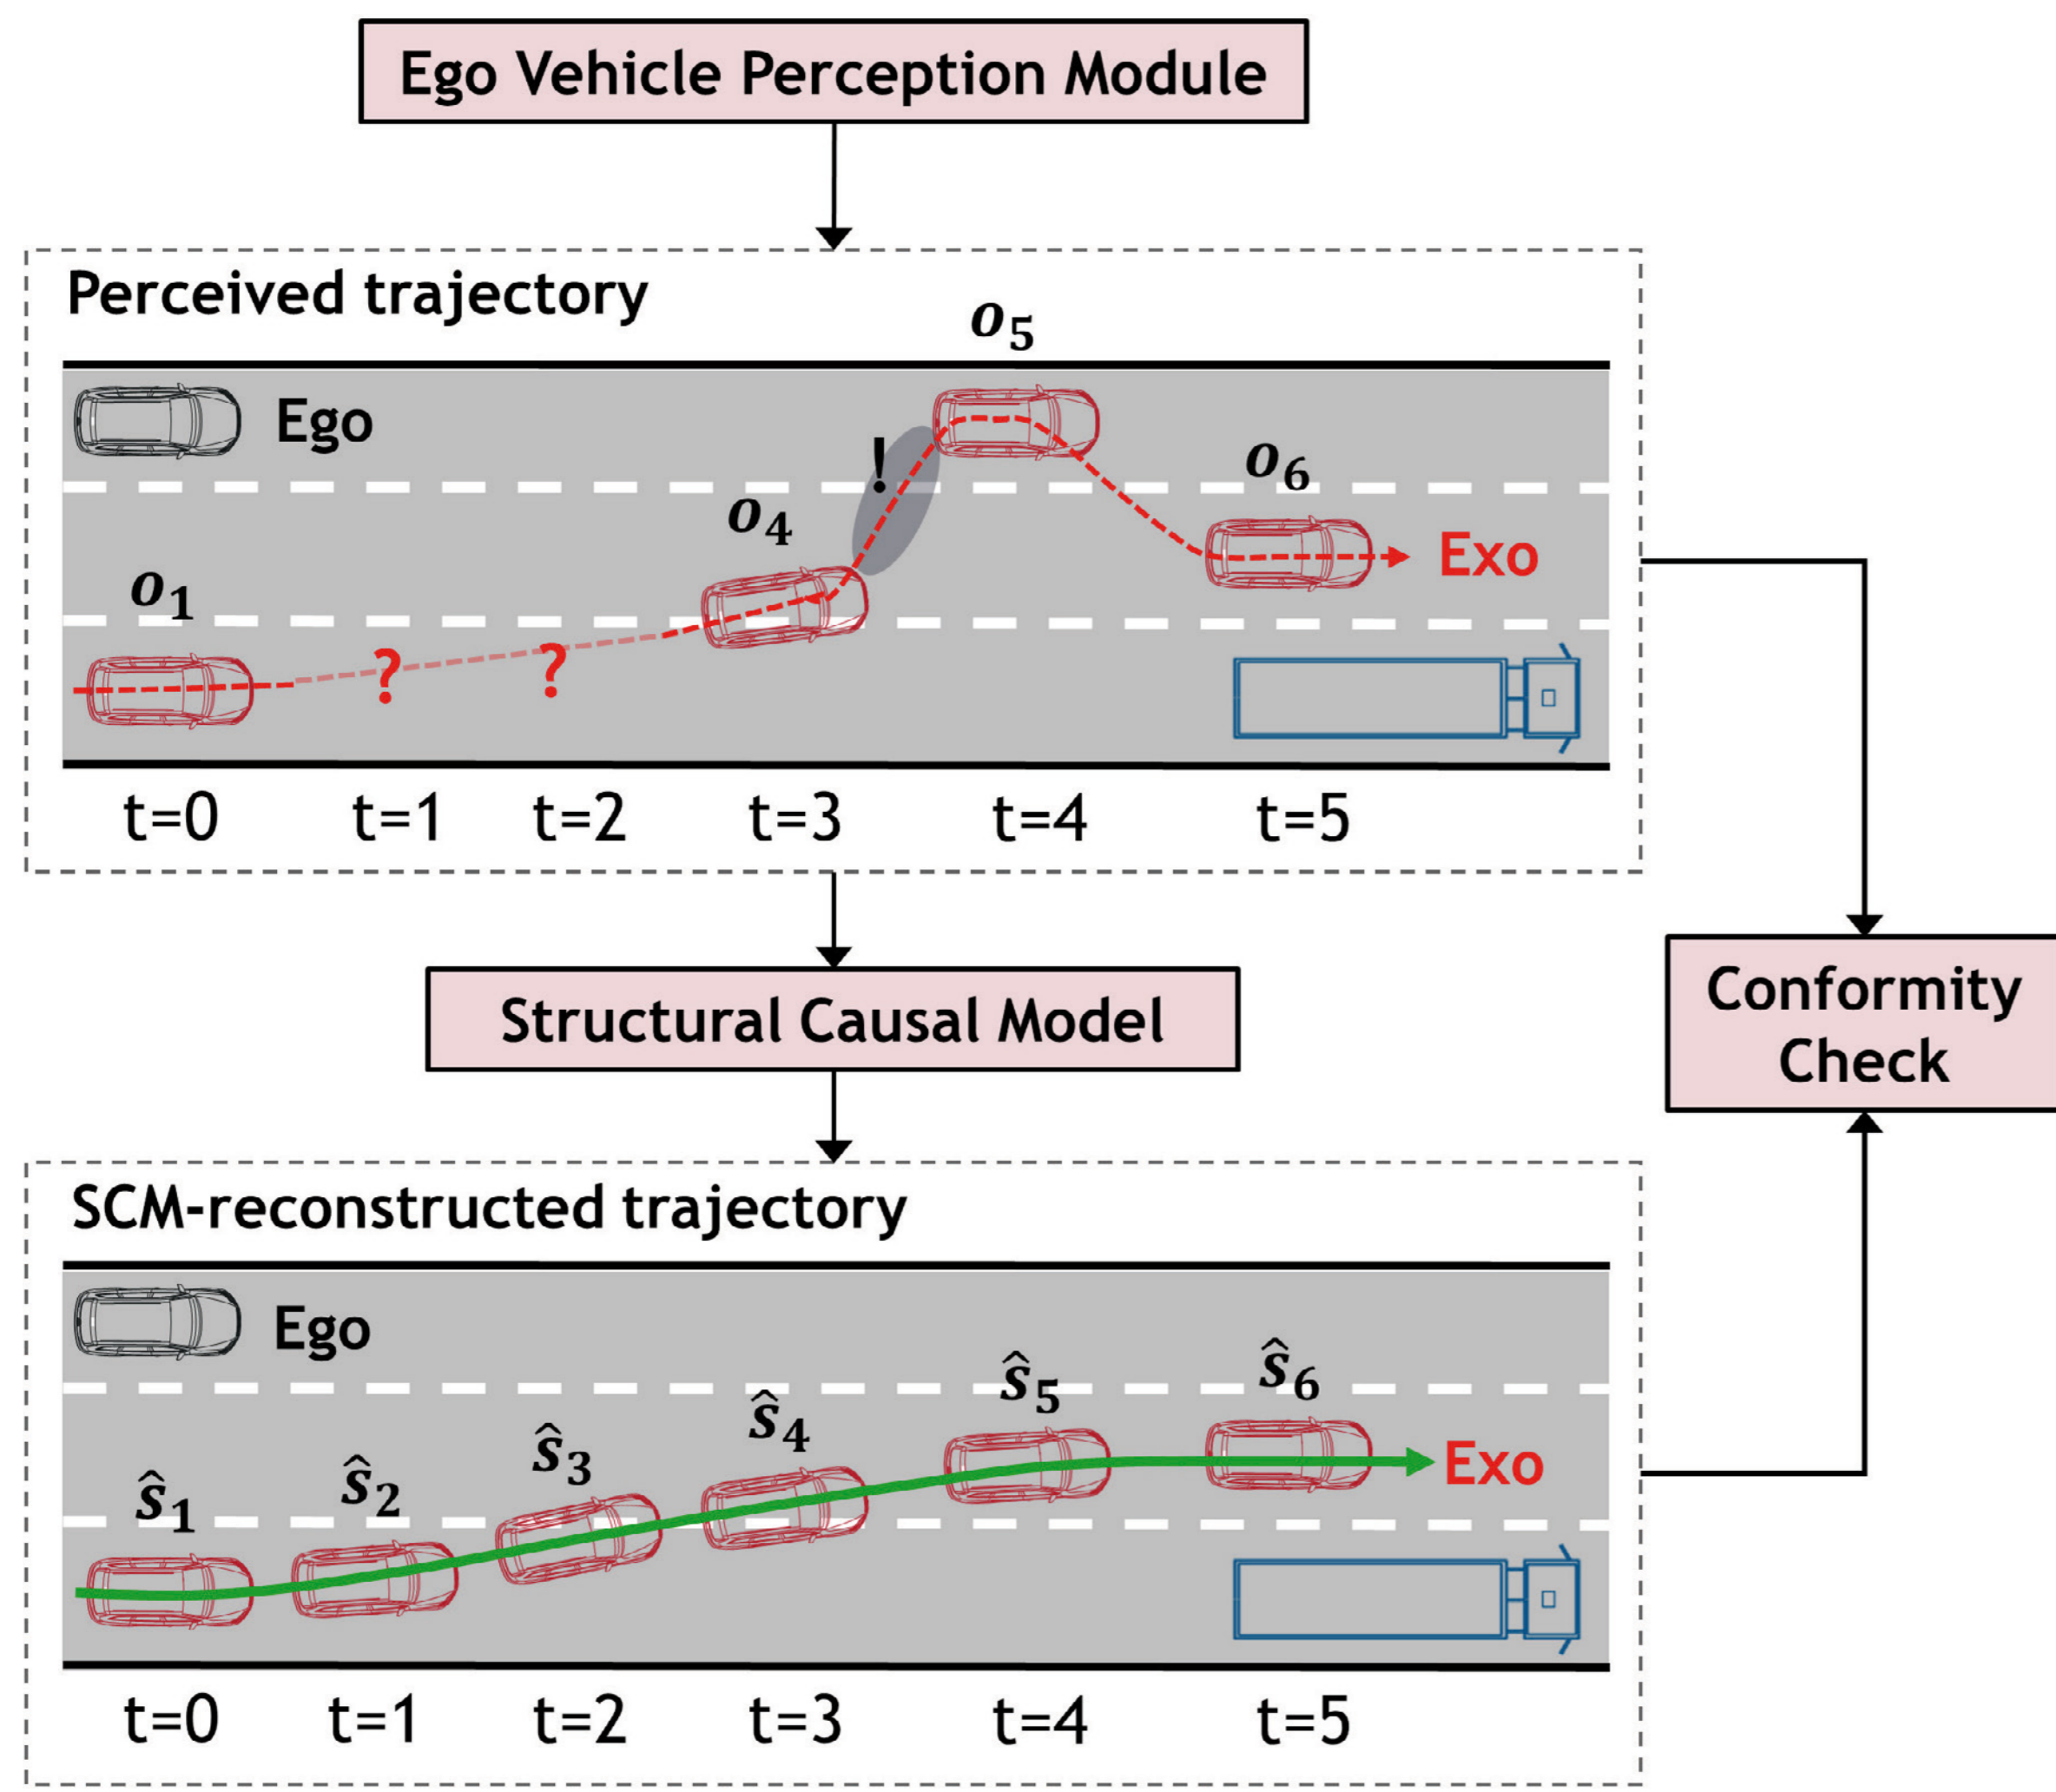 Ego Vehicle Perception Module
Perceived trajectory
o₅
Ego
!
o₆
o₄
Exo
o₁
? ?
t=0 t=1 t=2 t=3 t=4 t=5
Structural Causal Model
Conformity
Check
SCM-reconstructed trajectory
Ego
ŝ₁ ŝ₂ ŝ₃ ŝ₄ ŝ₅ ŝ₆
Exo
t=0 t=1 t=2 t=3 t=4 t=5